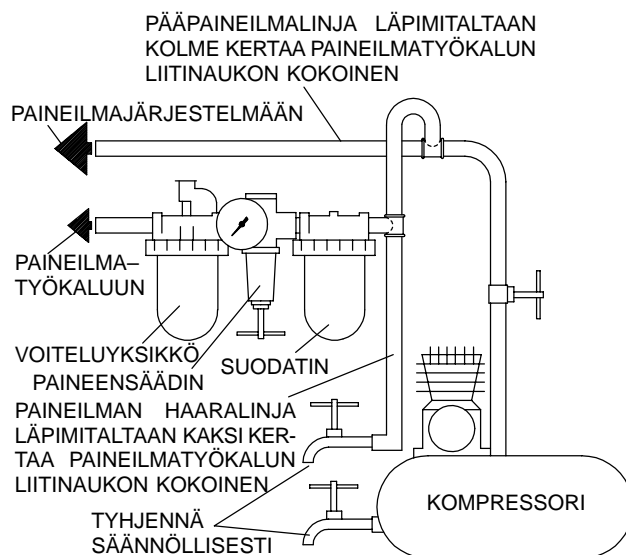 PÄÄPAINEILMALINJA LÄPIMITALTAAN
KOLME KERTAA PAINEILMATYÖKALUN
LIITINAUKON KOKOINEN
PAINEILMAJÄRJESTELMÄÄN
PAINEILMA–
TYÖKALUUN
VOITELUYKSIKKÖ
SUODATIN
PAINEENSÄÄDIN
PAINEILMAN HAARALINJA
LÄPIMITALTAAN KAKSI KER-
TAA PAINEILMATYÖKALUN
LIITINAUKON KOKOINEN
KOMPRESSORI
TYHJENNÄ
SÄÄNNÖLLISESTI